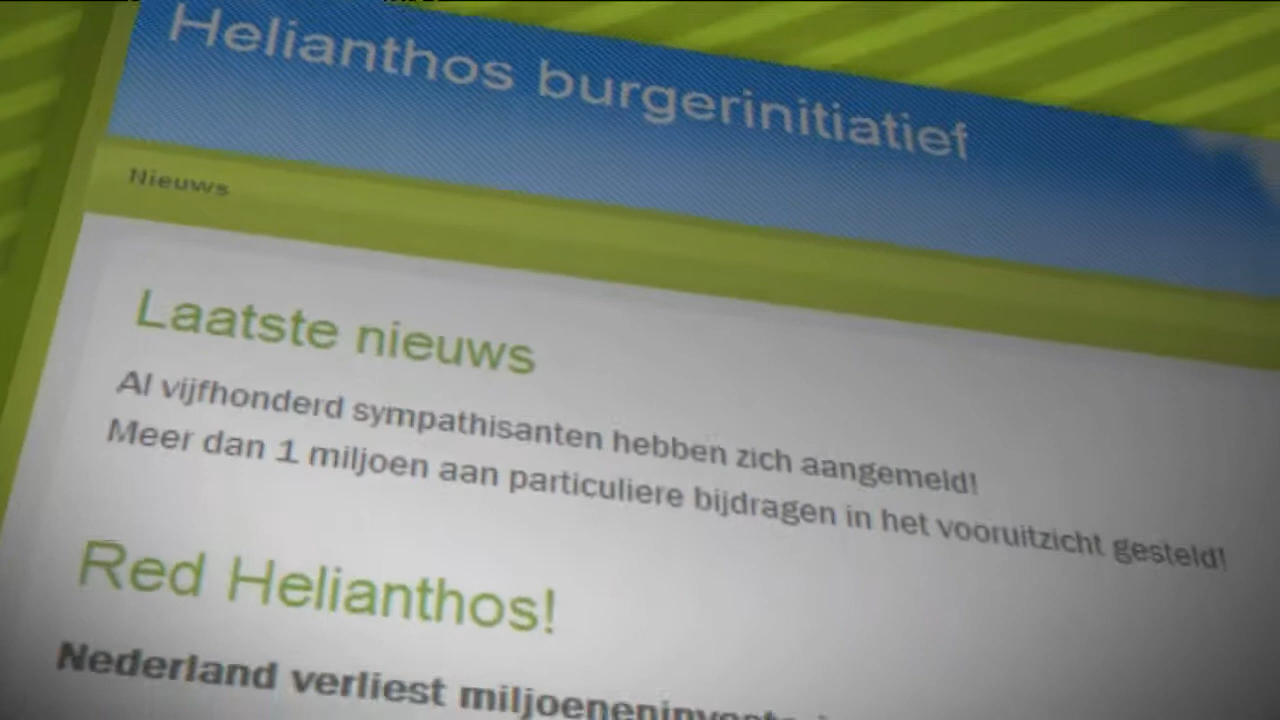 Helianthos burgerinitiatief
Nieuws
Laatste nieuws
Al vijfhonderd sympathisanten hebben zich aangemeld!
Meer dan 1 miljoen aan particuliere bijdragen in het vooruitzicht gesteld!
Red Helianthos!
Nederland verliest